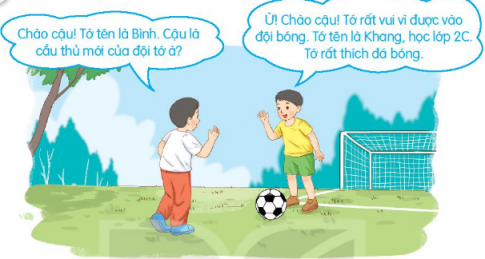 Chào cậu! Tớ tên là Bình. Cậu là
cầu thủ mới của đội tớ à?
Ừ! Chào cậu! Tớ rất vui vì được vào
đội bóng. Tớ tên là Khang, học lớp 2C.
Tớ rất thích đá bóng.